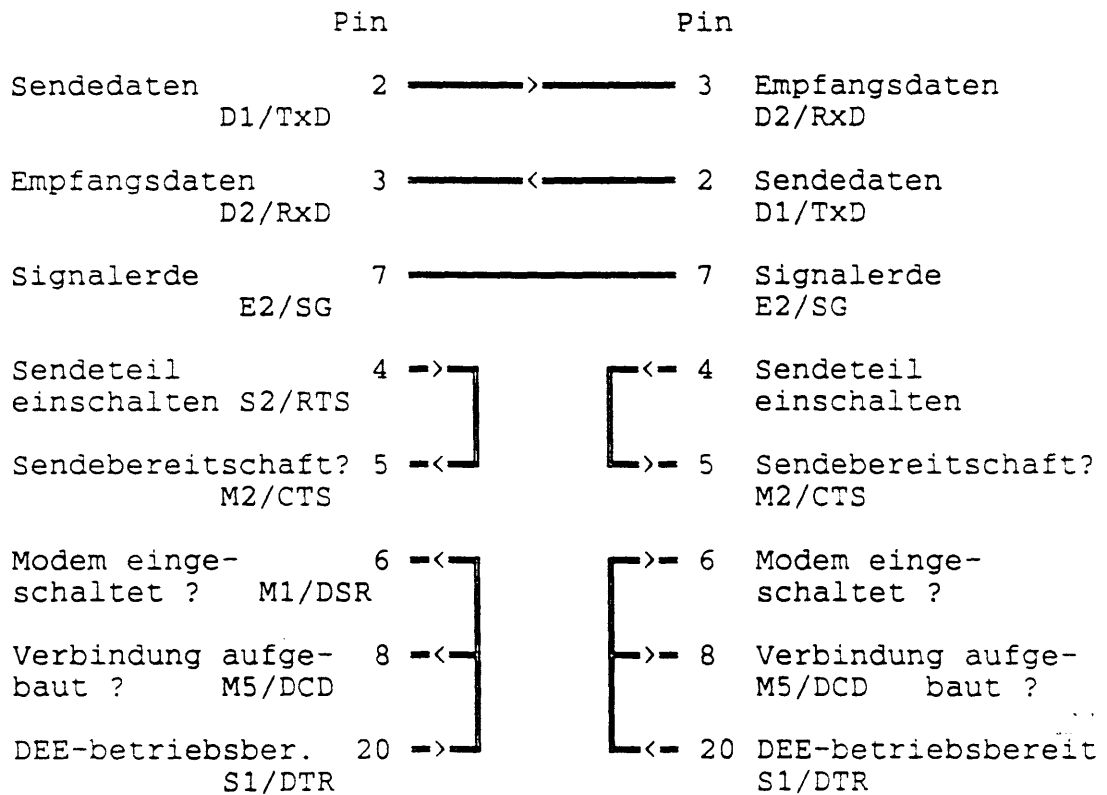 Pin Pin
Sendedaten 2 > 3 Empfangsdaten
D1/TxD D2/RxD
Empfangsdaten 3 < 2 Sendedaten
D2/RxD D1/TxD
Signalerde 7 7 Signalerde
E2/SG E2/SG
Sendeteil 4 > < 4 Sendeteil
einschalten S2/RTS einschalten
Sendebereitschaft? 5 < > 5 Sendebereitschaft?
M2/CTS M2/CTS
Modem einge- 6 < > 6 Modem einge-
schaltet ? M1/DSR schaltet ?
Verbindung aufge- 8 < > 8 Verbindung aufge-
baut ? M5/DCD M5/DCD baut ?
DEE-betriebsber. 20 > < 20 DEE-betriebsbereit
S1/DTR S1/DTR